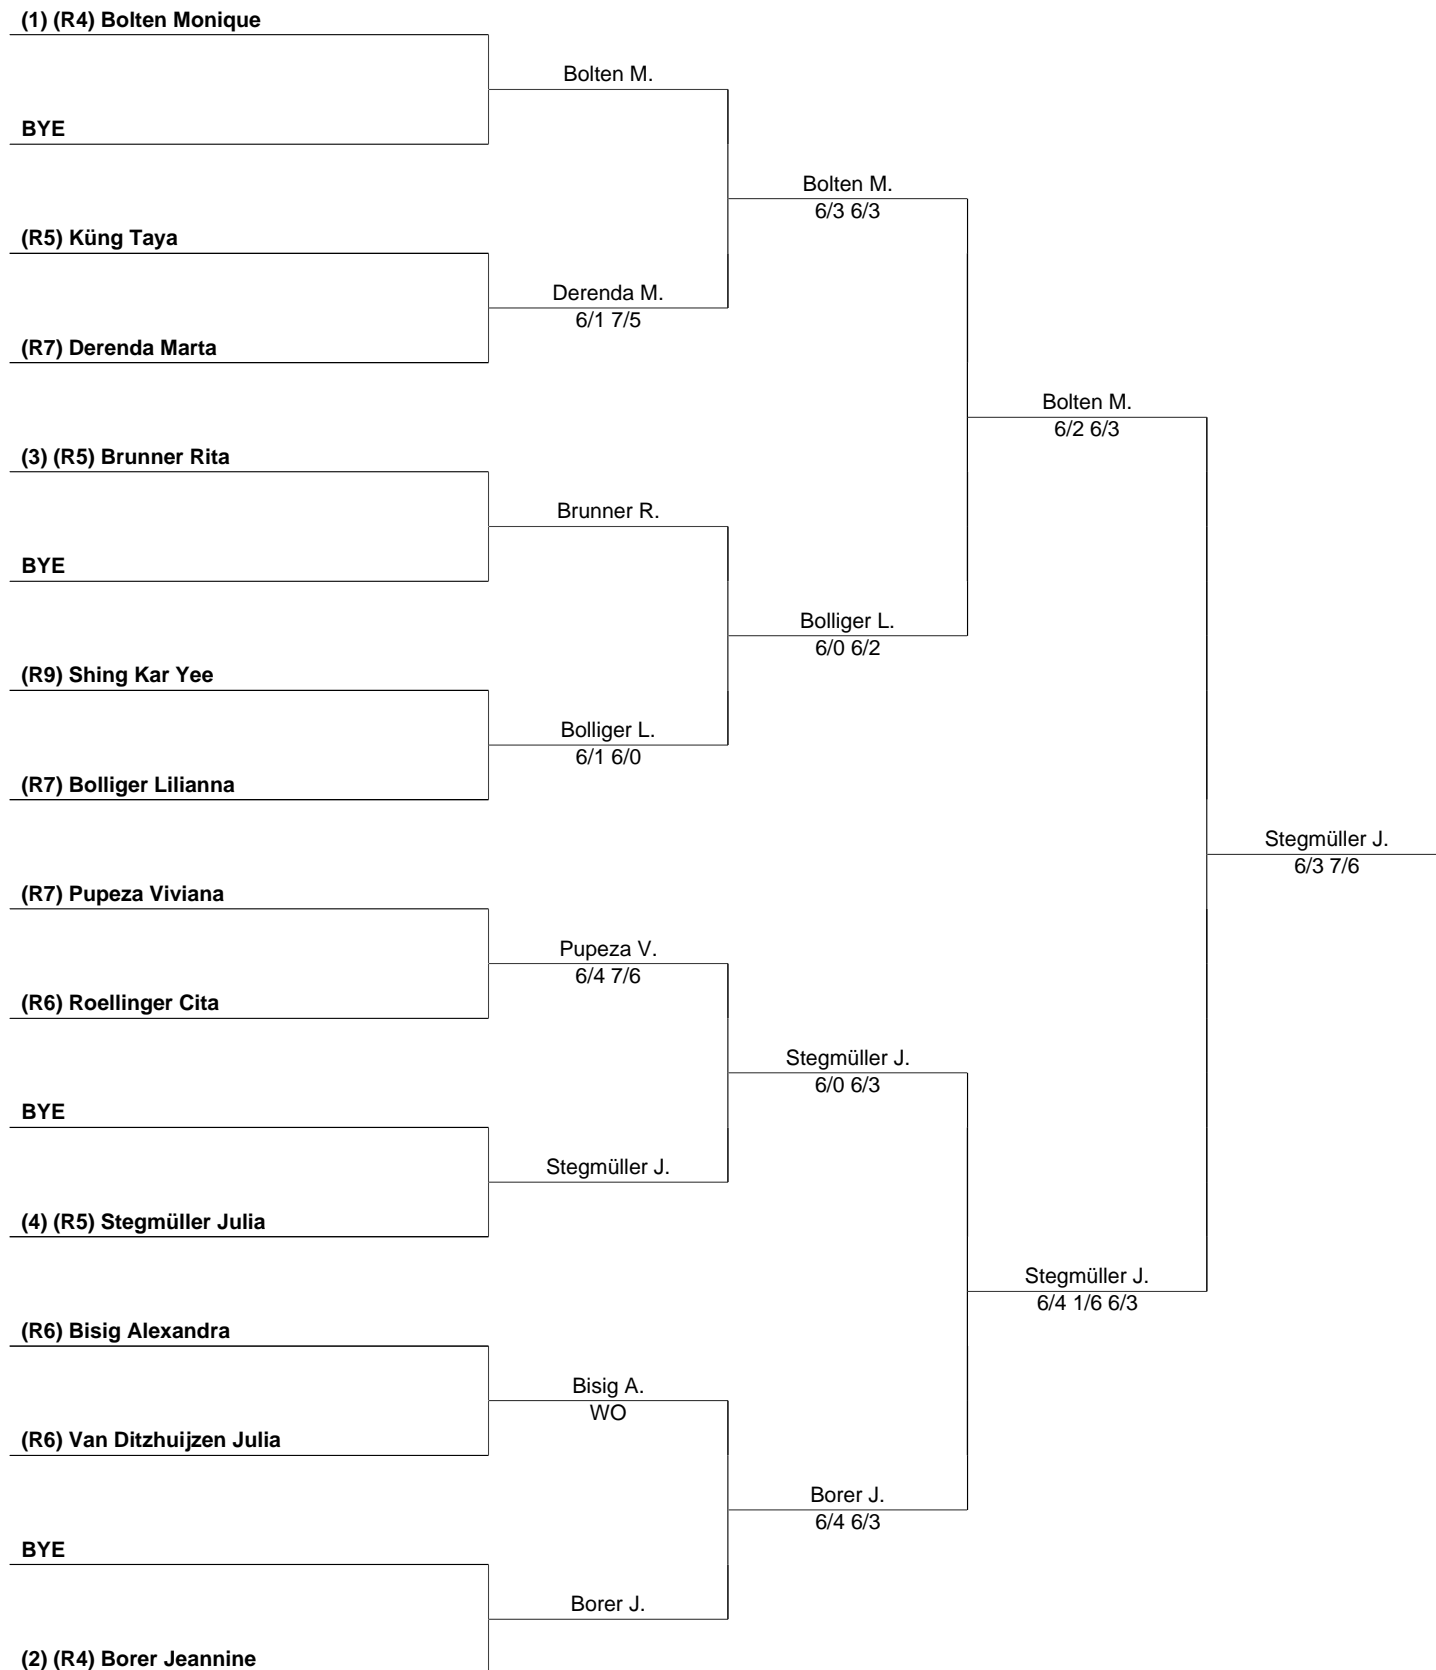 (1) (R4) Bolten Monique
Bolten M.
BYE
Bolten M.
6/3 6/3
(R5) Küng Taya
Derenda M.
6/1 7/5
(R7) Derenda Marta
Bolten M.
6/2 6/3
(3) (R5) Brunner Rita
Brunner R.
BYE
Bolliger L.
6/0 6/2
(R9) Shing Kar Yee
Bolliger L.
6/1 6/0
(R7) Bolliger Lilianna
Stegmüller J.
6/3 7/6
(R7) Pupeza Viviana
Pupeza V.
6/4 7/6
(R6) Roellinger Cita
Stegmüller J.
6/0 6/3
BYE
Stegmüller J.
(4) (R5) Stegmüller Julia
Stegmüller J.
6/4 1/6 6/3
(R6) Bisig Alexandra
Bisig A.
WO
(R6) Van Ditzhuijzen Julia
Borer J.
6/4 6/3
BYE
Borer J.
(2) (R4) Borer Jeannine